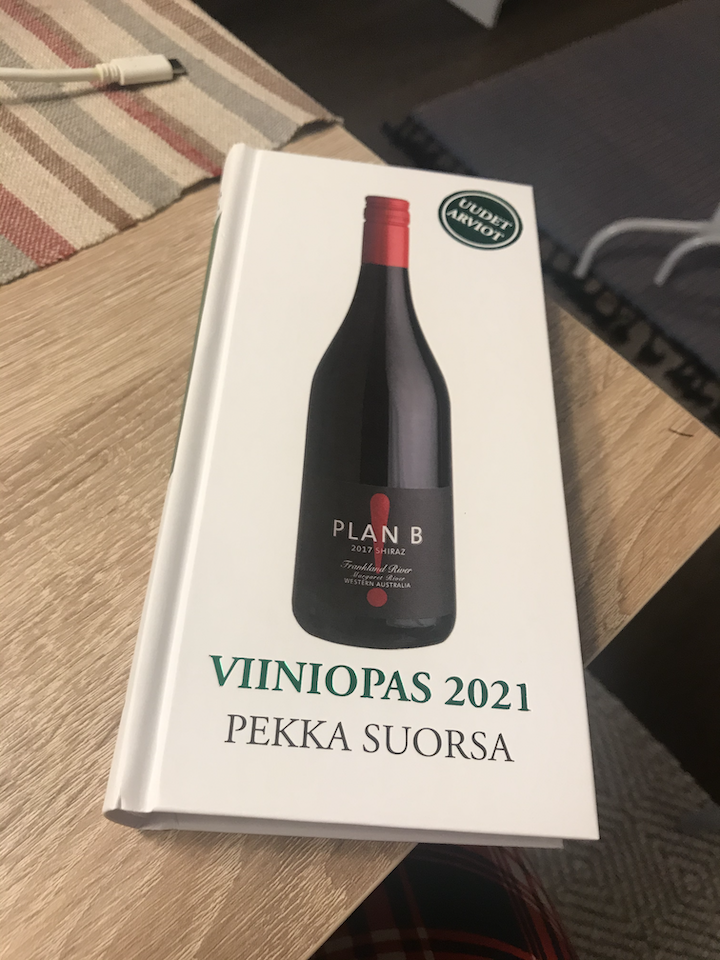 UUDET
ARVIOT
PLAN B
2017 SHIRAZ
Frankland River
Margaret River
WESTERN AUSTRALIA
VIINIOPAS 2021
PEKKA SUORSA